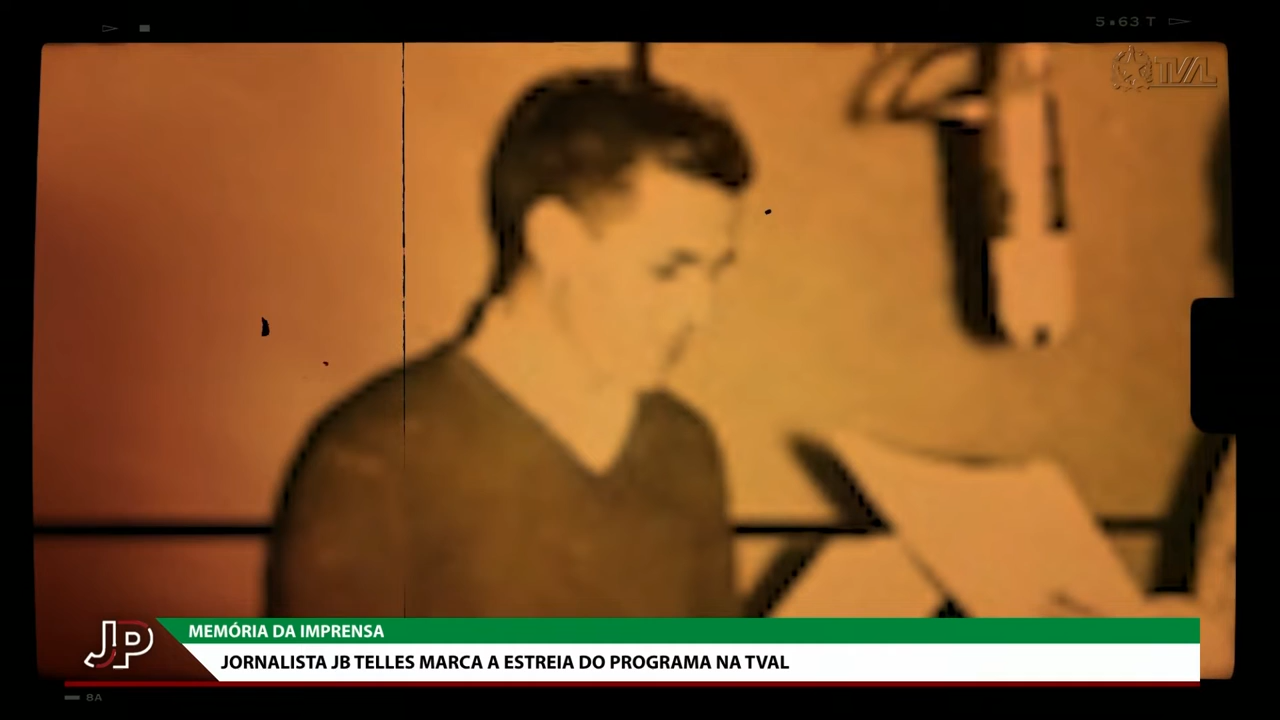 5▪63 T
TVAL
JP
MEMÓRIA DA IMPRENSA
JORNALISTA JB TELLES MARCA A ESTREIA DO PROGRAMA NA TVAL
8A